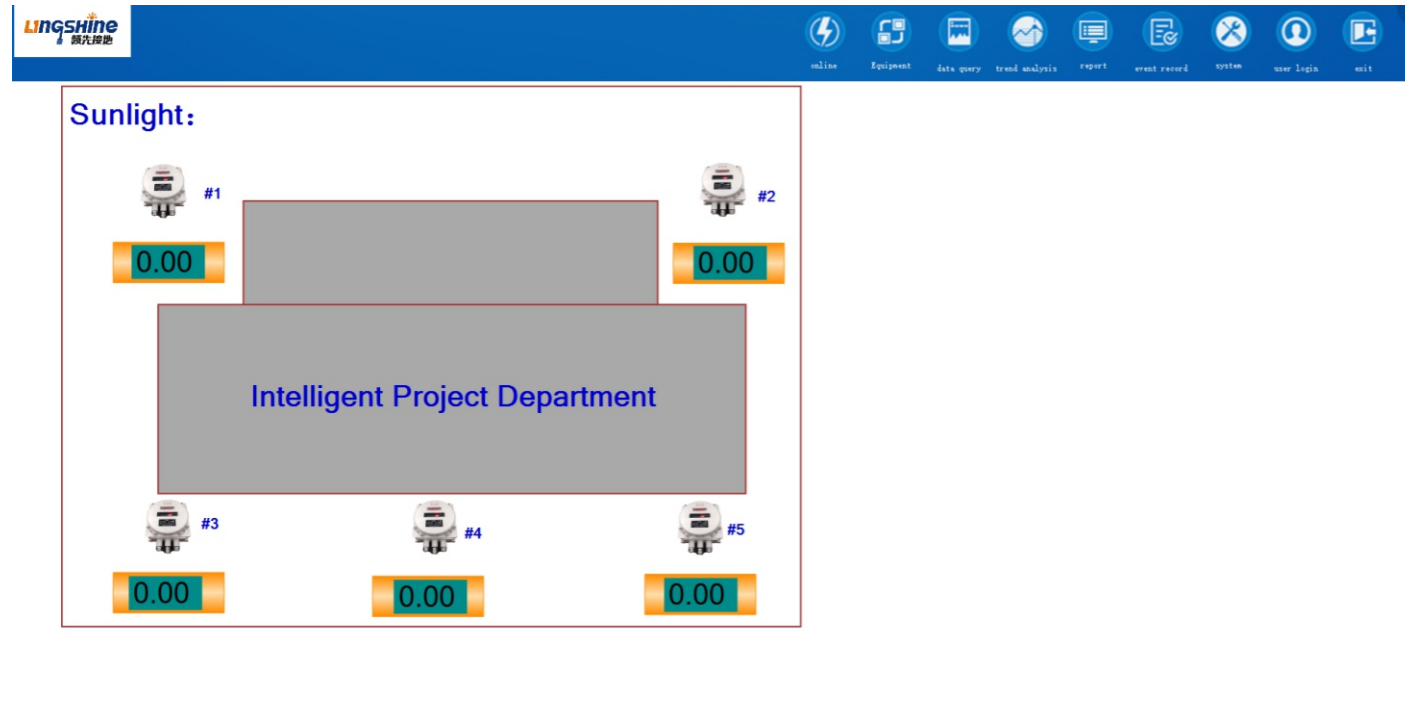 LINGSHINE
领先接地
online Equipment data query trend analysis report event record system user login exit
Sunlight：
#1
#2
0.00
0.00
Intelligent Project Department
#3
#4
#5
0.00
0.00
0.00